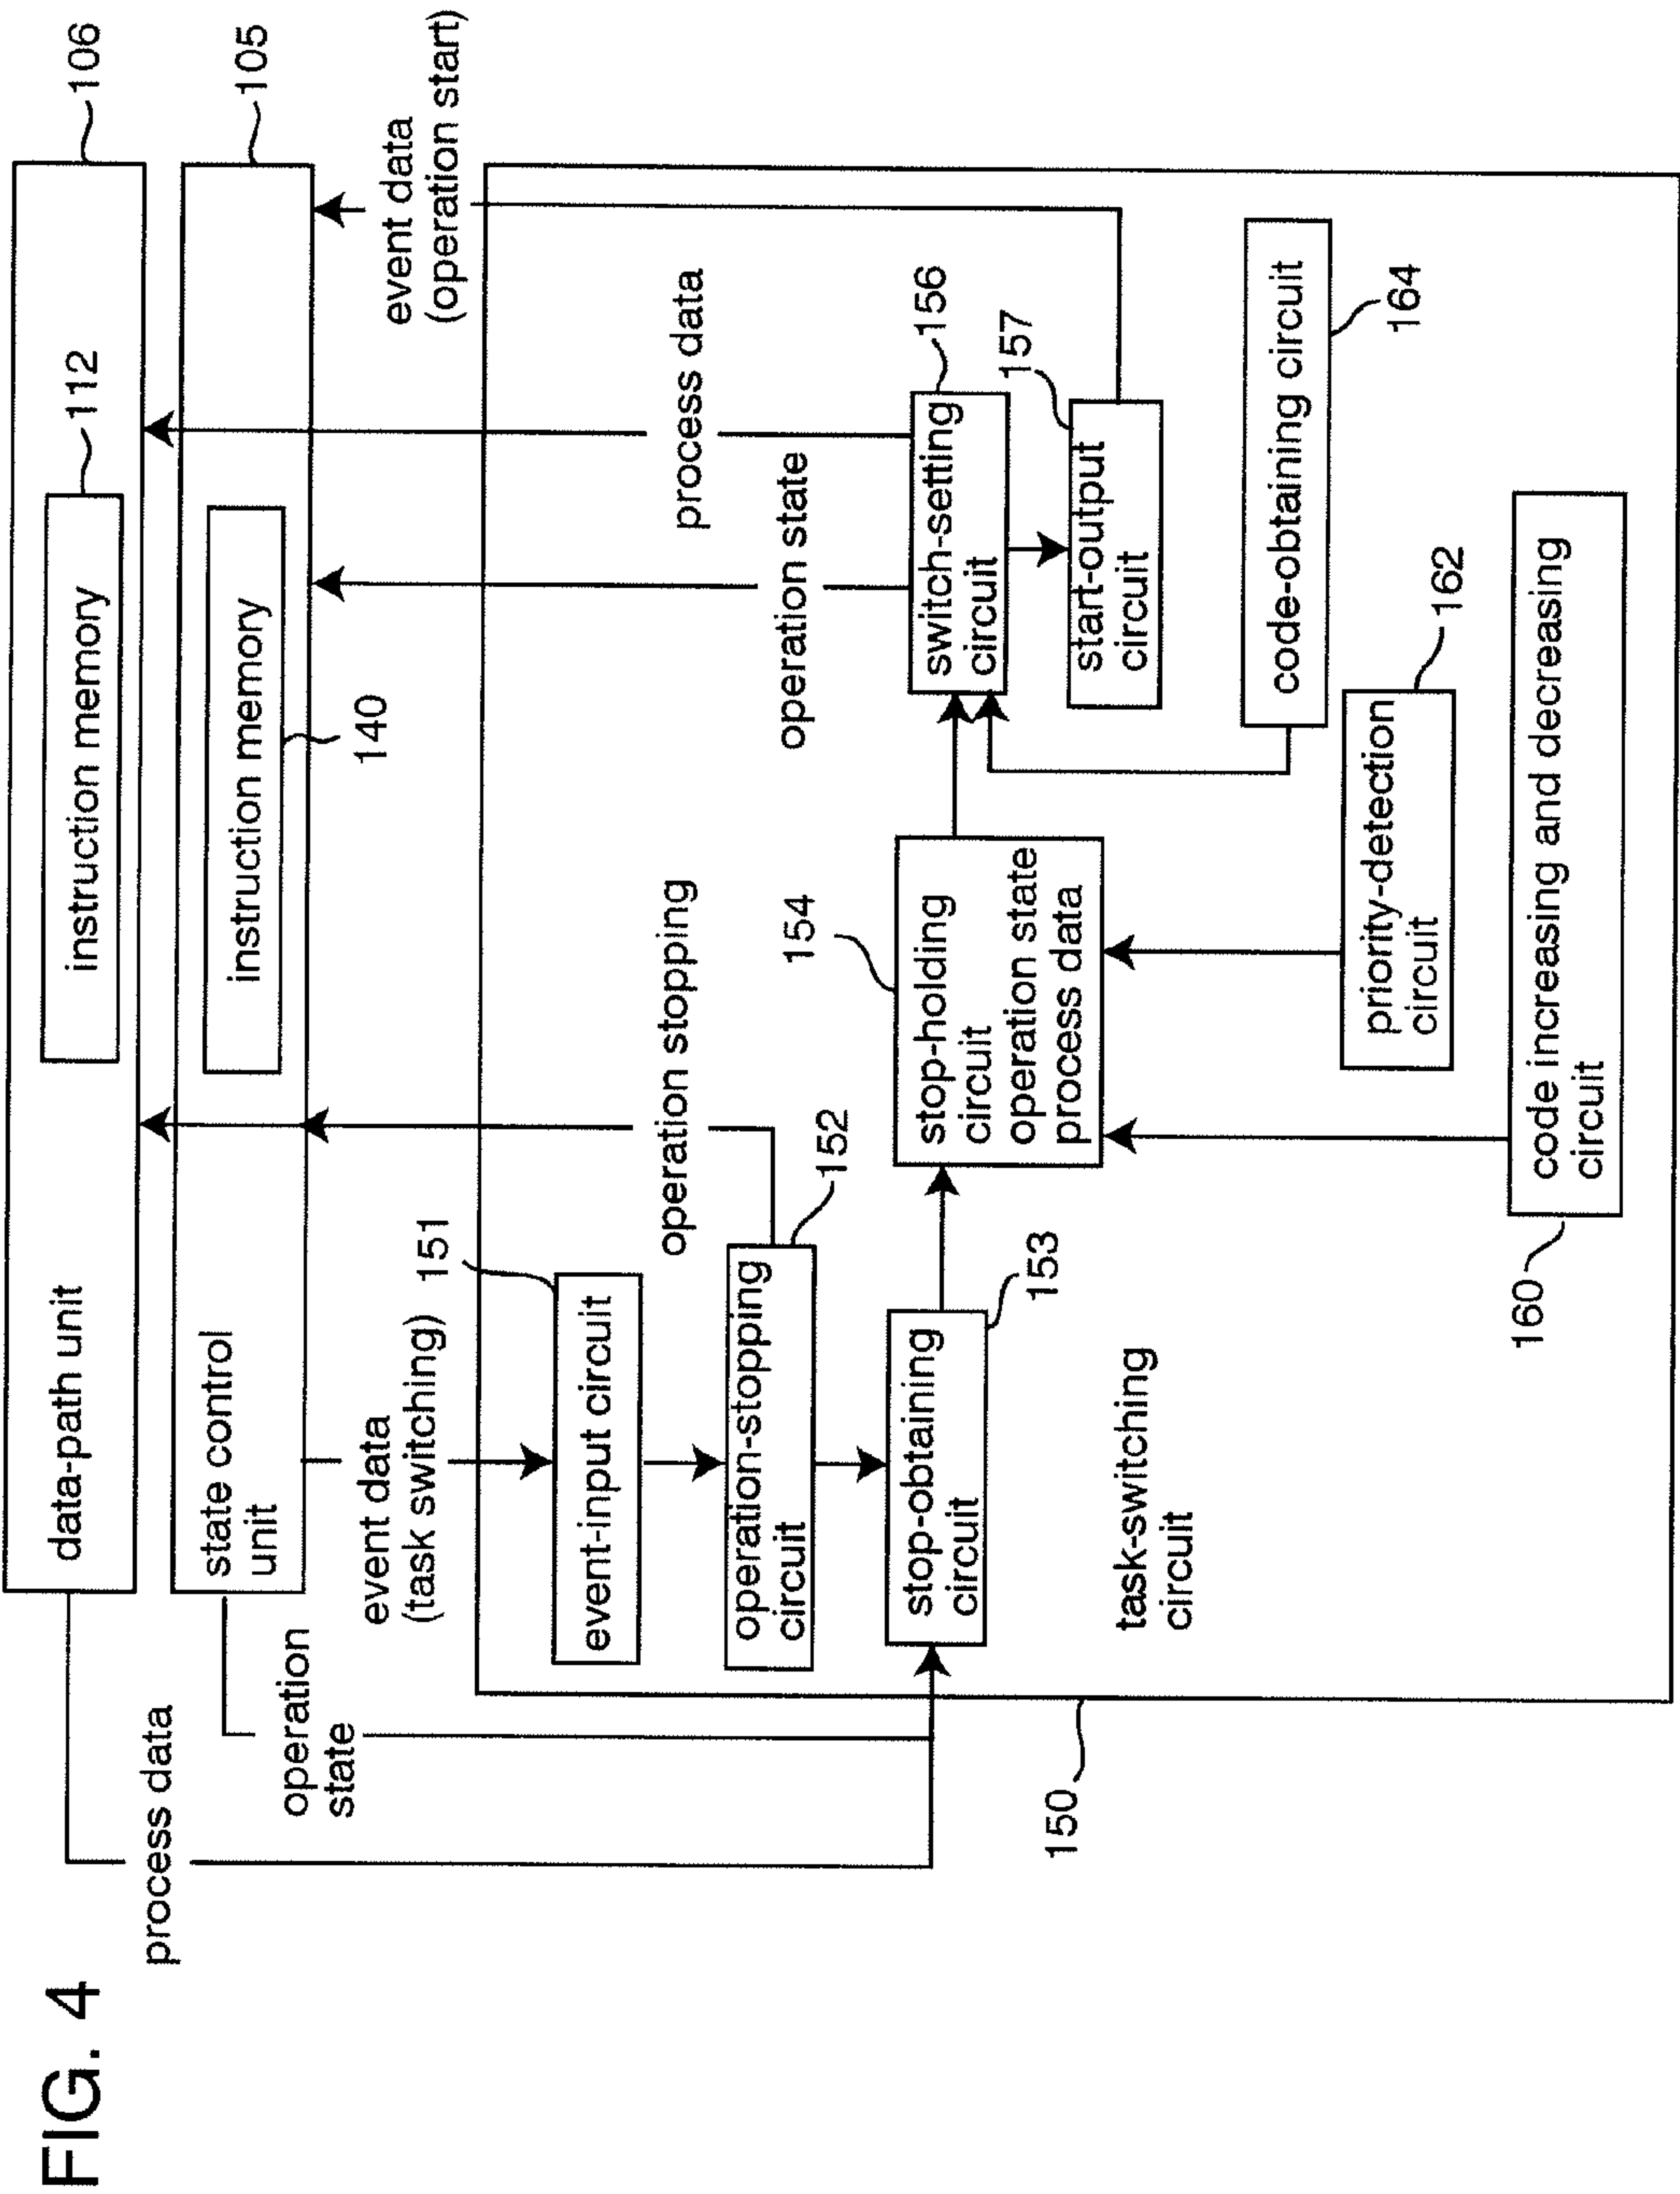 FIG. 4
data-path unit
instruction memory
112
106
state control
unit
instruction memory
140
105
process data
operation
state
event data
(task switching)
operation stopping
operation state
process data
event data
(operation start)
151
event-input circuit
operation-stopping
circuit
152
stop-obtaining
circuit
153
154
stop-holding
circuit
operation state
process data
switch-setting
circuit
156
157
start-output
circuit
150
task-switching
circuit
code-obtaining circuit
164
priority-detection
circuit
162
code increasing and decreasing
circuit
160